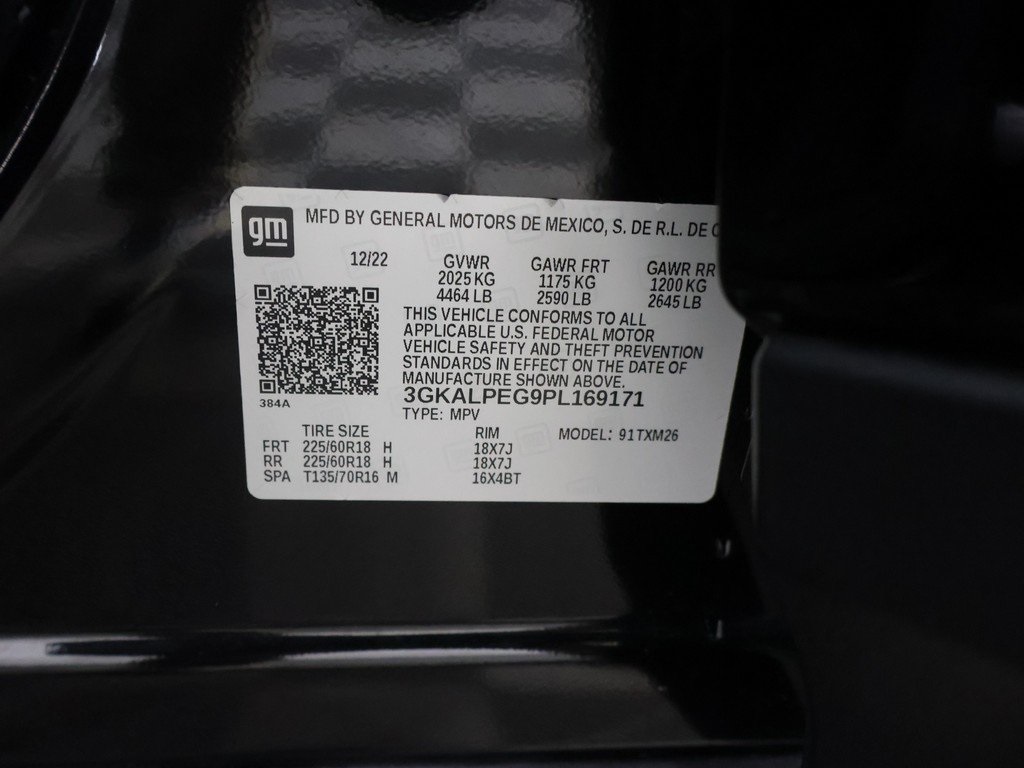 gm
MFD BY GENERAL MOTORS DE MEXICO, S. DE R.L. DE
12/22
GVWR GAWR FRT GAWR RR
2025 KG 1175 KG 1200 KG
4464 LB 2590 LB 2645 LB
THIS VEHICLE CONFORMS TO ALL
APPLICABLE U.S. FEDERAL MOTOR
VEHICLE SAFETY AND THEFT PREVENTION
STANDARDS IN EFFECT ON THE DATE OF
MANUFACTURE SHOWN ABOVE.
3GKALPEG9PL169171
384A
TYPE: MPV
TIRE SIZE RIM MODEL: 91TXM26
FRT 225/60R18 H 18X7J
RR 225/60R18 H 18X7J
SPA T135/70R16 M 16X4BT